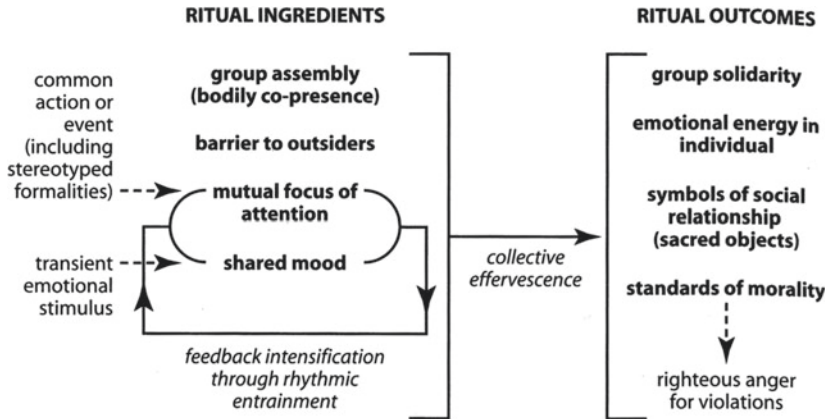 RITUAL INGREDIENTS
common
action or
event
(including
stereotyped
formalities)
transient
emotional
stimulus
group assembly
(bodily co-presence)
barrier to outsiders
mutual focus of
attention
shared mood
feedback intensification
through rhythmic
entrainment
collective
effervescence
RITUAL OUTCOMES
group solidarity
emotional energy in
individual
symbols of social
relationship
(sacred objects)
standards of morality
righteous anger
for violations